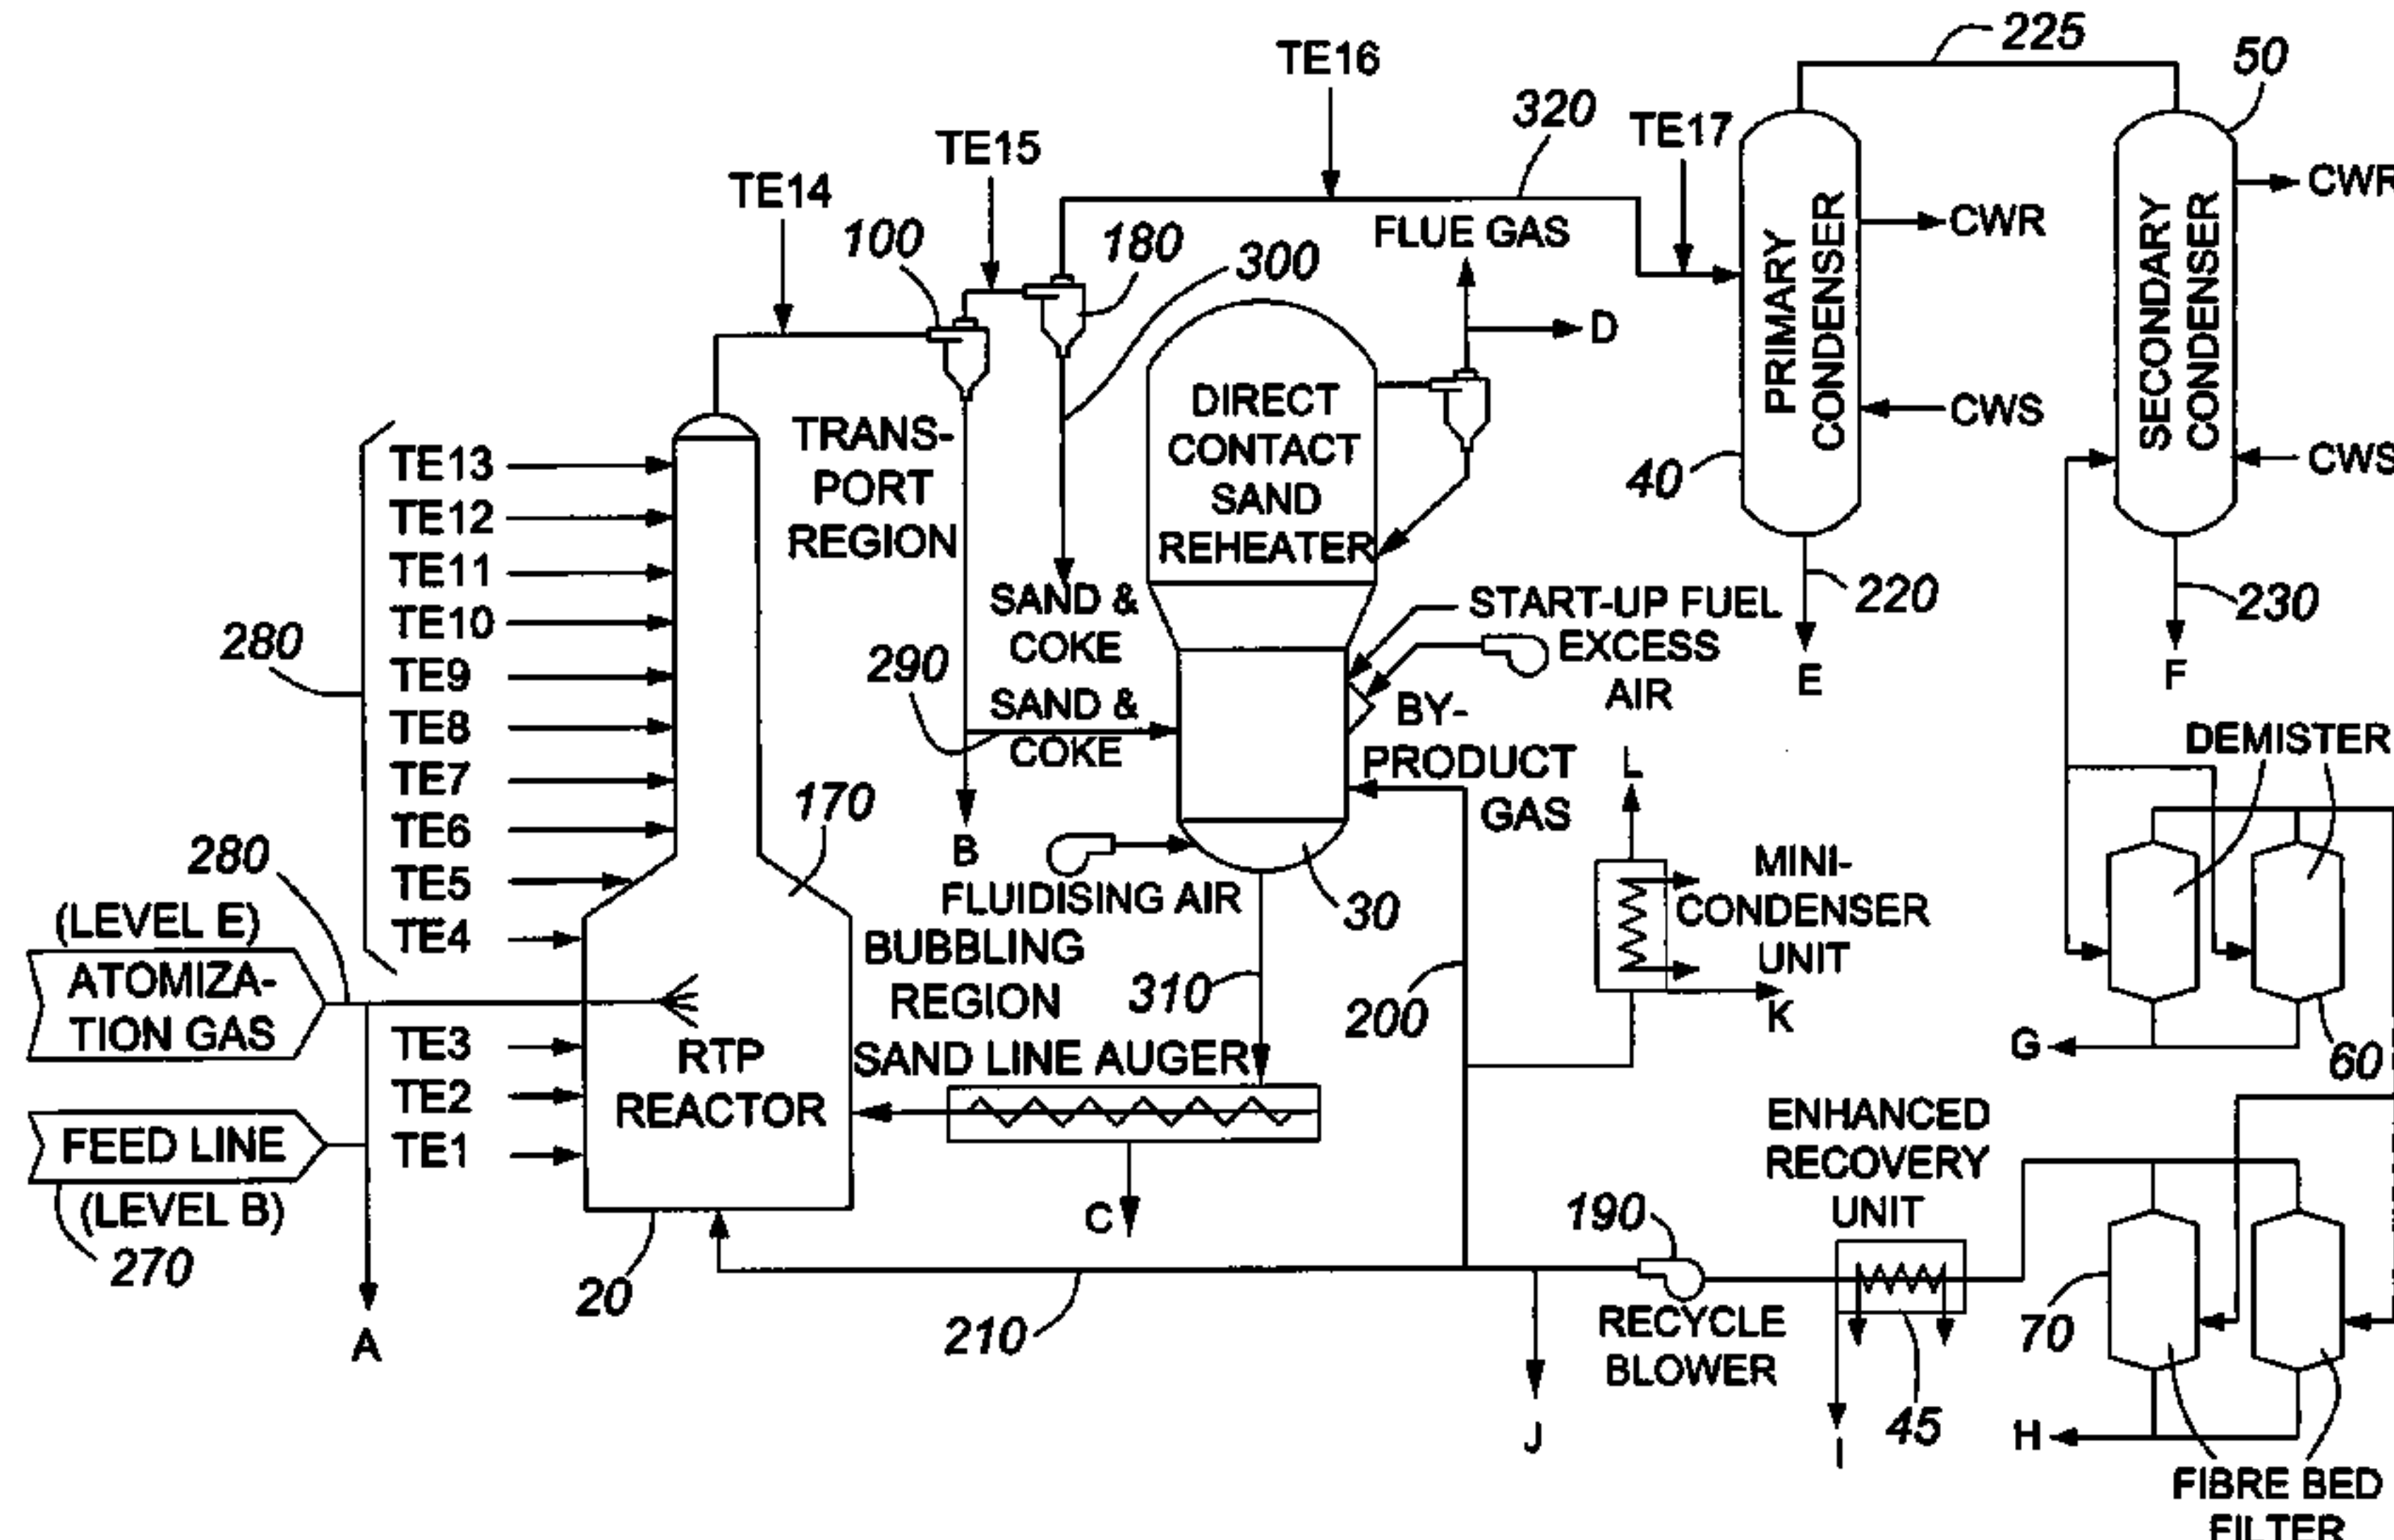 225
50
TE16
320
TE17
TE15
TE14
100
180
300
FLUE GAS
D
CWR
CWR
PRIMARY
CONDENSER
SECONDARY
CONDENSER
CWS
CWS
40
220
230
E
F
TRANS-
PORT
REGION
DIRECT
CONTACT
SAND
REHEATER
TE13
TE12
TE11
TE10
TE9
TE8
TE7
TE6
TE5
TE4
280
SAND &
COKE
290
SAND &
COKE
START-UP FUEL
EXCESS
AIR
BY-
PRODUCT
GAS
L
DEMISTER
170
B
FLUIDISING AIR
30
MINI-
CONDENSER
UNIT
K
280
(LEVEL E)
ATOMIZA-
TION GAS
BUBBLING
REGION
310
200
G
60
TE3
TE2
TE1
RTP
REACTOR
SAND LINE AUGER
FEED LINE
(LEVEL B)
270
A
20
C
210
190
RECYCLE
BLOWER
ENHANCED
RECOVERY
UNIT
45
J
I
70
H
FIBRE BED
FILTER